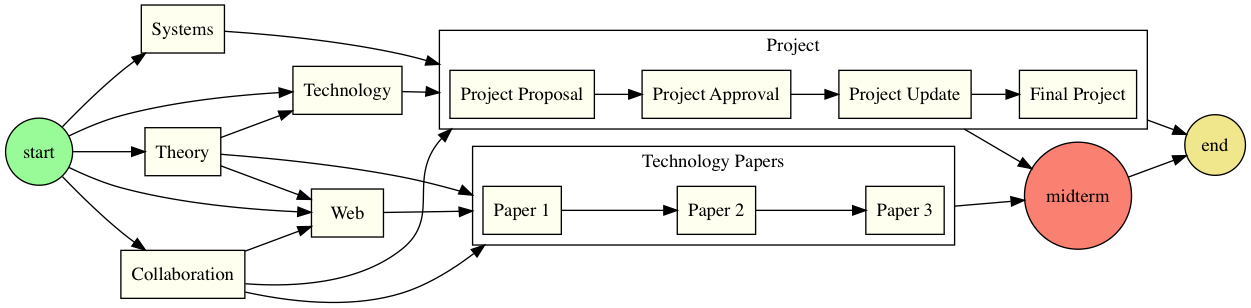 Systems
Project
Technology
Project Proposal
Project Approval
Project Update
Final Project
start
Theory
end
Technology Papers
midterm
Web
Paper 1
Paper 2
Paper 3
Collaboration